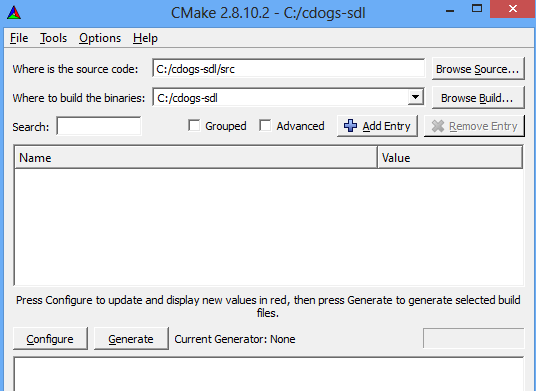 CMake 2.8.10.2 - C:/cdogs-sdl
File Tools Options Help
Where is the source code: C:/cdogs-sdl/src Browse Source...
Where to build the binaries: C:/cdogs-sdl Browse Build...
Search: Grouped Advanced Add Entry Remove Entry
Name Value
Press Configure to update and display new values in red, then press Generate to generate selected build
files.
Configure Generate Current Generator: None